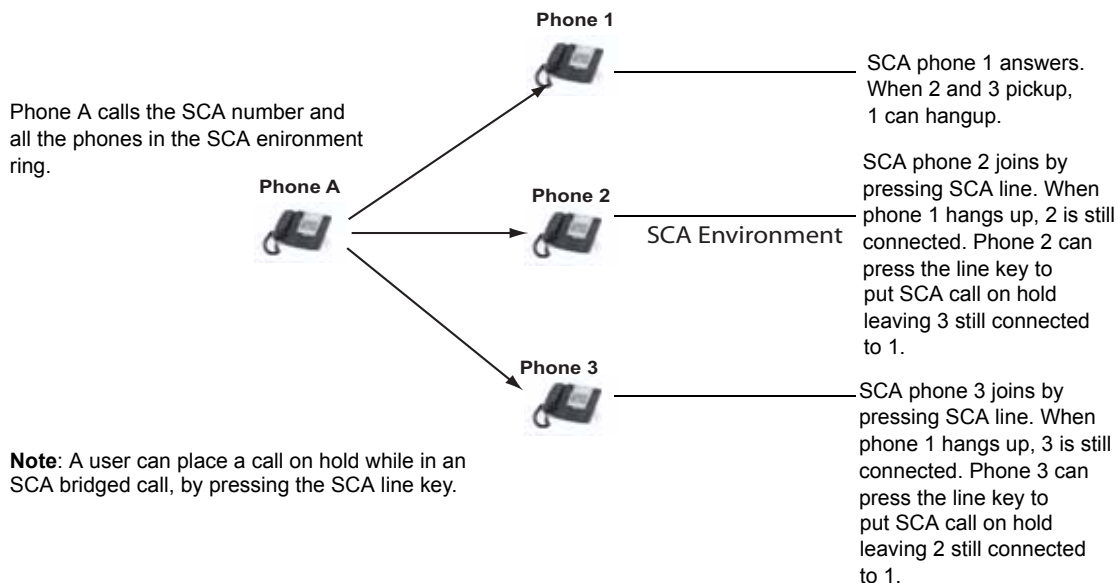 Phone 1
SCA phone 1 answers.
When 2 and 3 pickup,
1 can hangup.
Phone A calls the SCA number and
all the phones in the SCA enironment
ring.
Phone A
Phone 2
SCA Environment
SCA phone 2 joins by
pressing SCA line. When
phone 1 hangs up, 2 is still
connected. Phone 2 can
press the line key to
put SCA call on hold
leaving 3 still connected
to 1.
Phone 3
SCA phone 3 joins by
pressing SCA line. When
phone 1 hangs up, 3 is still
connected. Phone 3 can
press the line key to
put SCA call on hold
leaving 2 still connected
to 1.
Note: A user can place a call on hold while in an
SCA bridged call, by pressing the SCA line key.